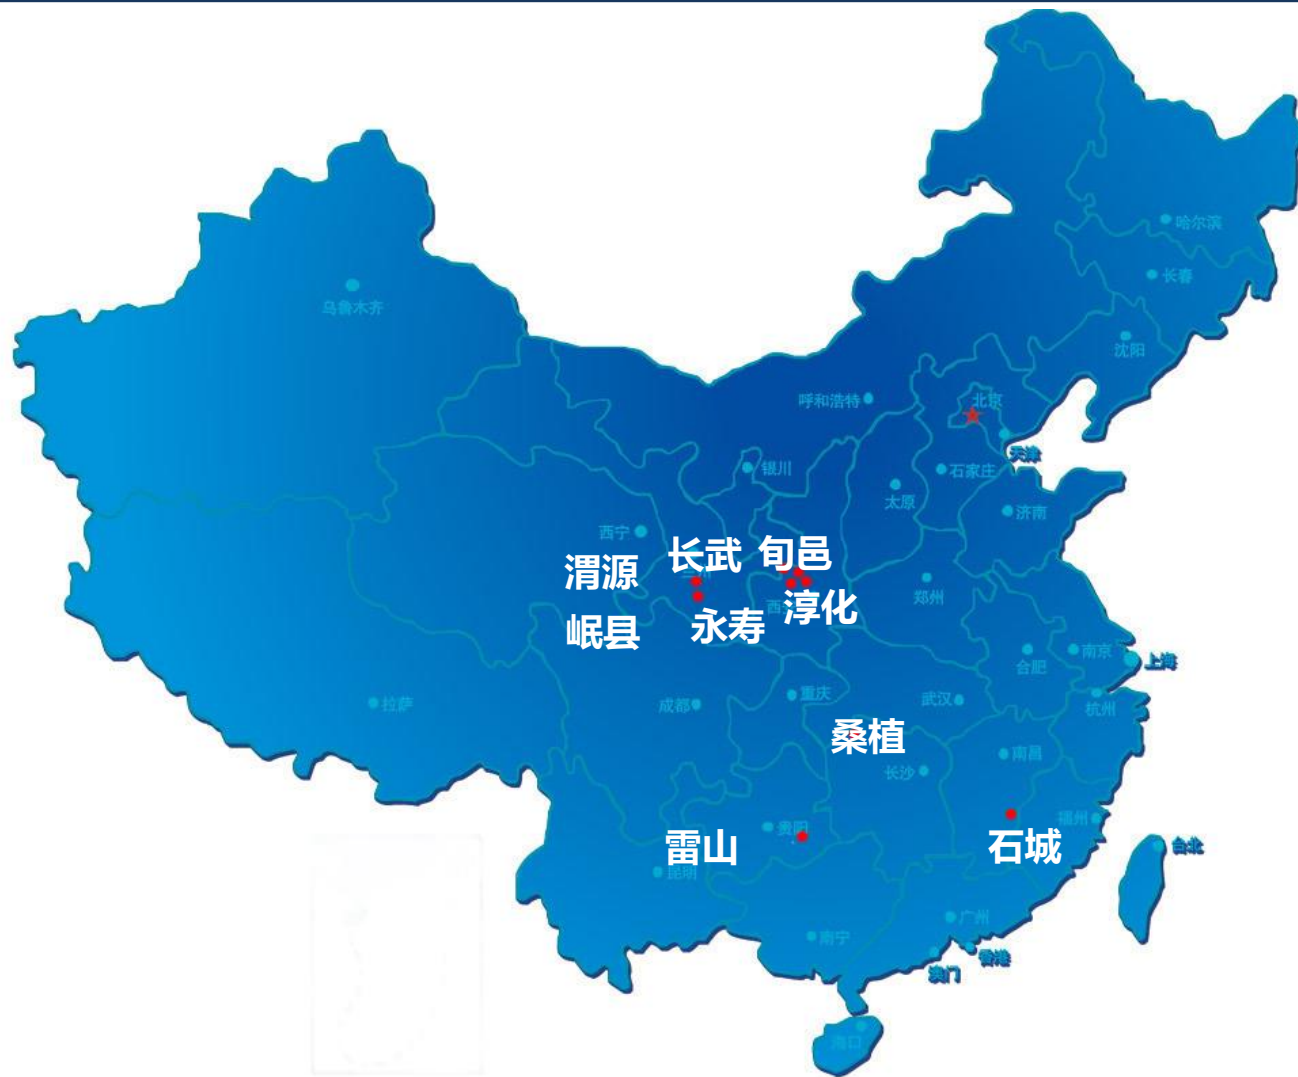 哈尔滨
长春
乌鲁木齐
沈阳
呼和浩特
北京
天津
银川
石家庄
太原
济南
西宁
长武
旬邑
渭源
兰州
郑州
淳化
西安
永寿
岷县
南京
合肥
上海
重庆
武汉
拉萨
成都
杭州
桑植
南昌
长沙
福州
贵阳
雷山
石城
台北
昆明
广州
南宁
香港
澳门
海口